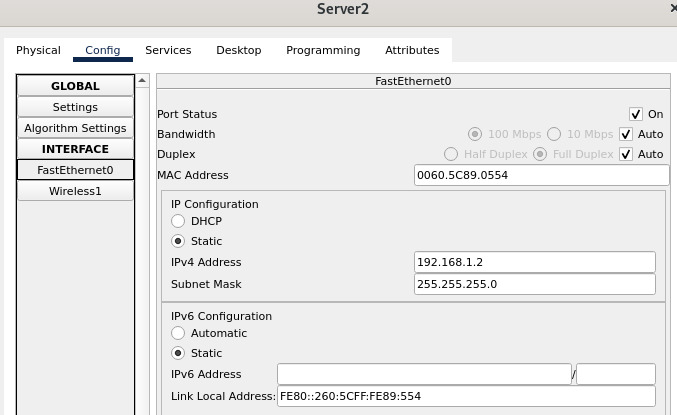 Server2
Physical Config Services Desktop Programming Attributes
GLOBAL
Settings
Algorithm Settings
INTERFACE
FastEthernet0
Wireless1
FastEthernet0
Port Status On
Bandwidth 100 Mbps 10 Mbps Auto
Duplex Half Duplex Full Duplex Auto
MAC Address 0060.5C89.0554
IP Configuration
DHCP
Static
IPv4 Address 192.168.1.2
Subnet Mask 255.255.255.0
IPv6 Configuration
Automatic
Static
IPv6 Address /
Link Local Address: FE80::260:5CFF:FE89:554